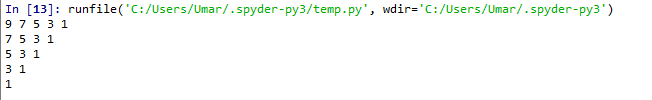 In [13]: runfile('C:/Users/Umar/.spyder-py3/temp.py', wdir='C:/Users/Umar/.spyder-py3')
9 7 5 3 1
7 5 3 1
5 3 1
3 1
1